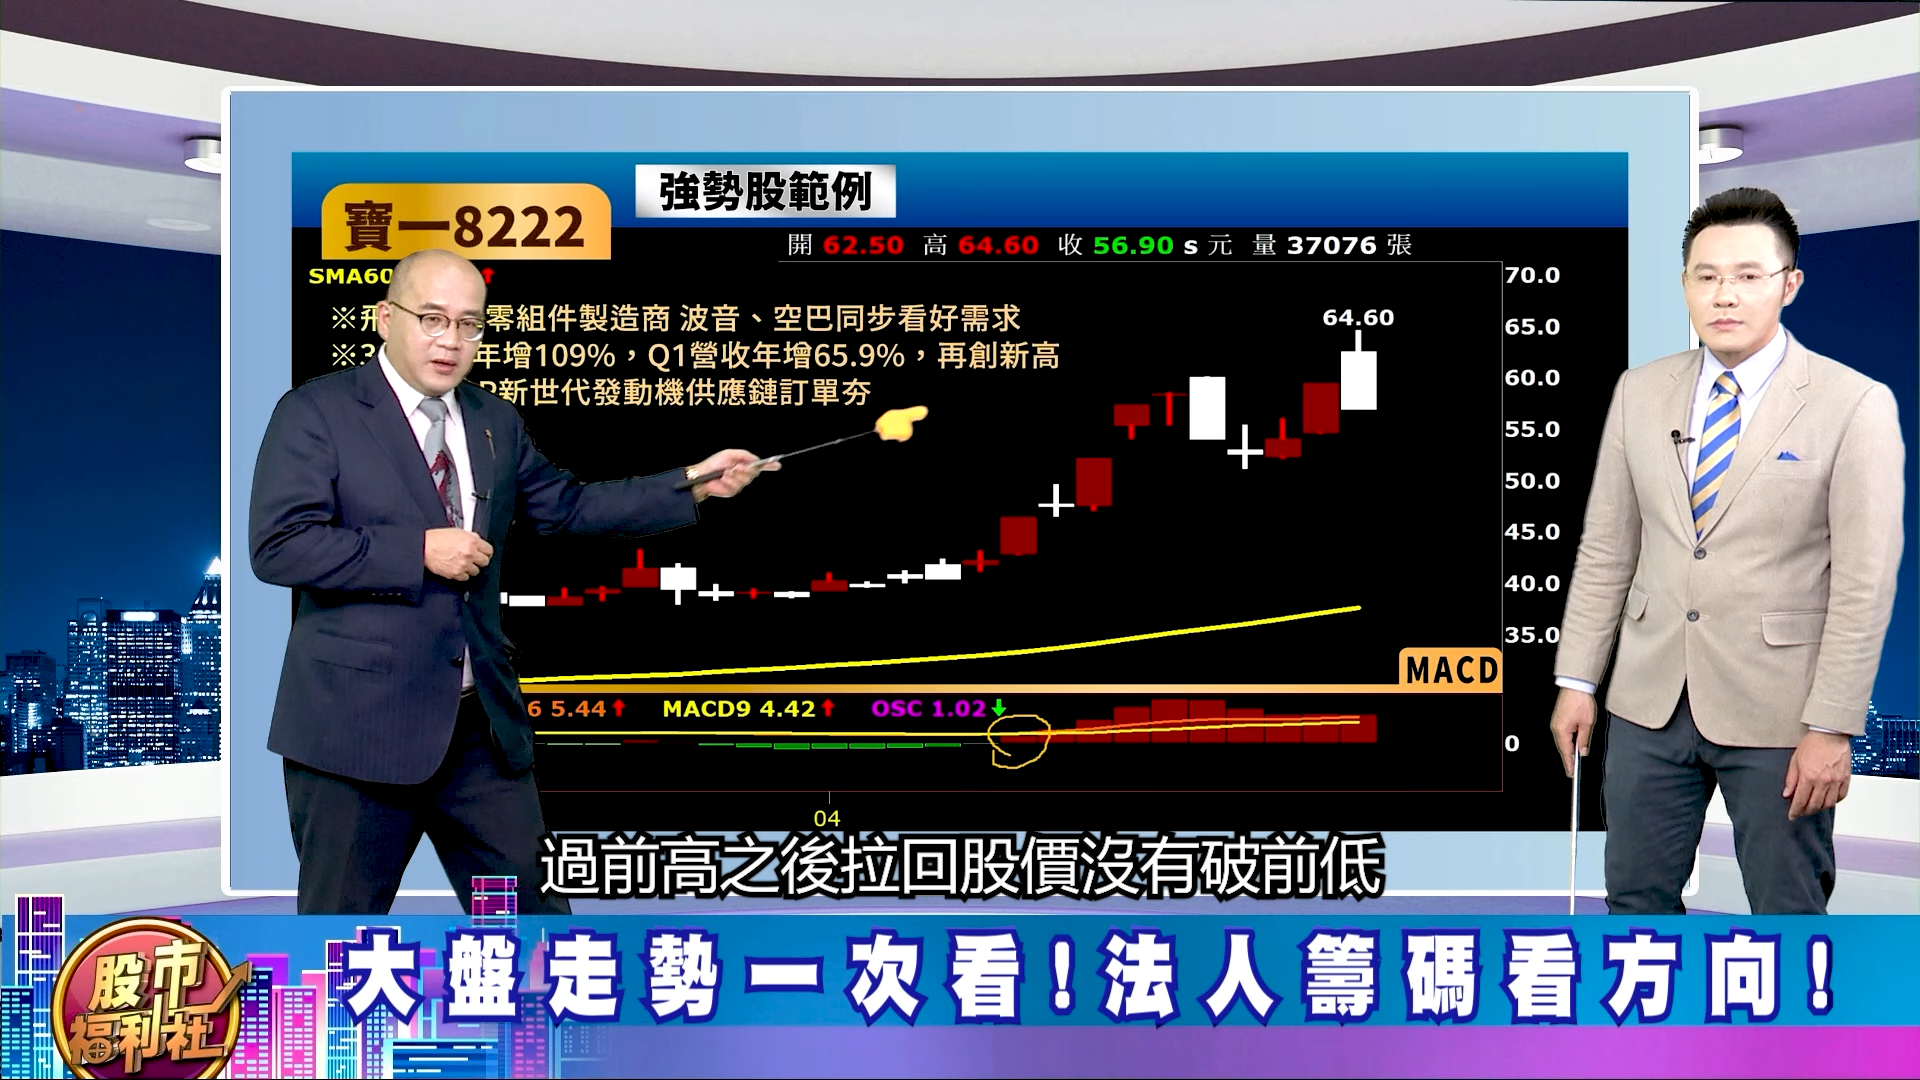 強勢股範例
寶一8222
開 62.50 高 64.60 收 56.90 s 元 量 37076 張
SMA60
※飛 零組件製造商 波音、空巴同步看好需求
※3 年增109%，Q1營收年增65.9%，再創新高
新世代發動機供應鏈訂單夯
64.60
70.0
65.0
60.0
55.0
50.0
45.0
40.0
35.0
MACD
6 5.44 MACD9 4.42 OSC 1.02
0
04
過前高之後拉回股價沒有破前低
大盤走勢一次看!法人籌碼看方向!
股市
福利社